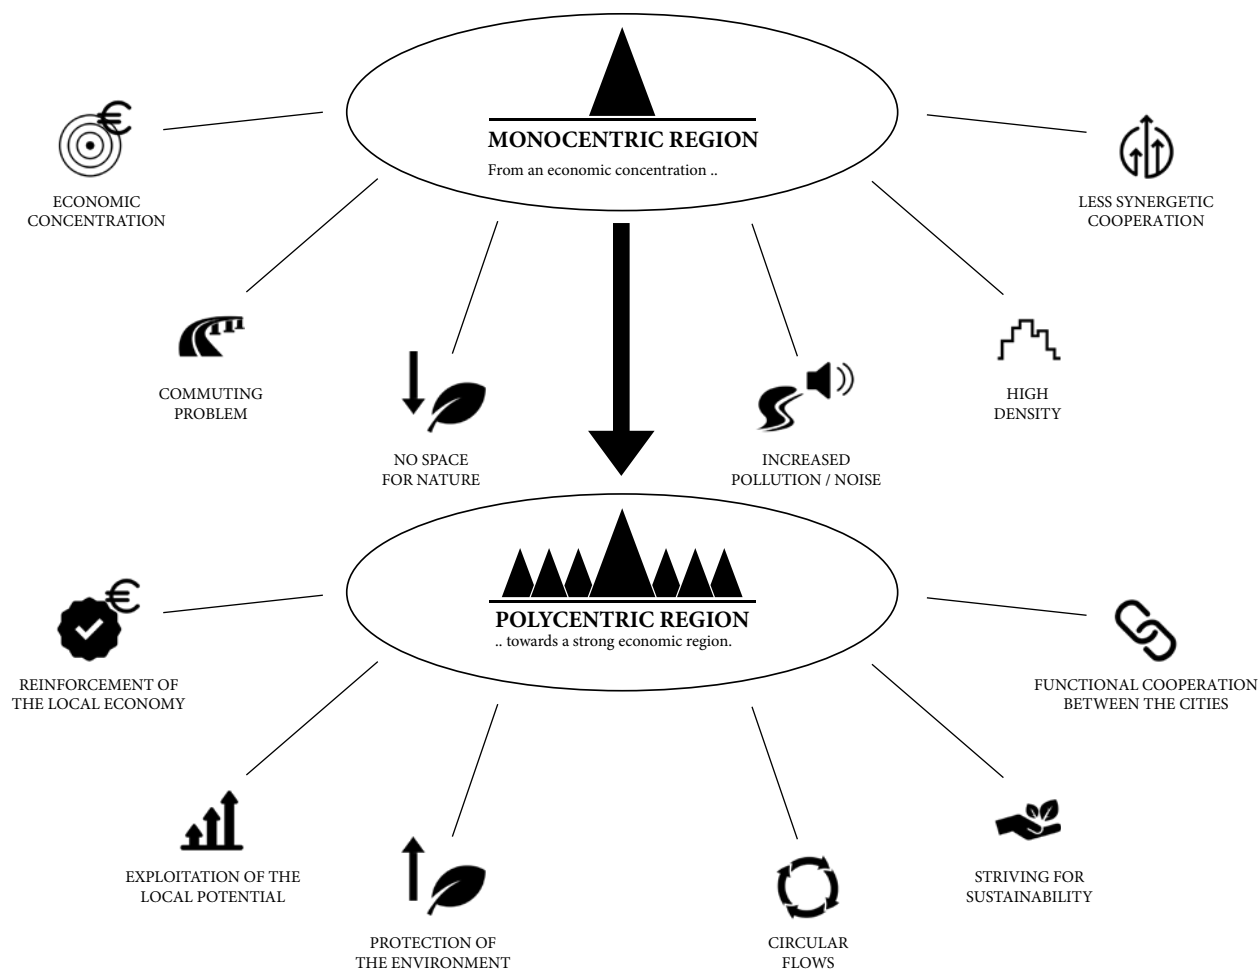 MONOCENTRIC REGION
From an economic concentration ..
ECONOMIC
CONCENTRATION
LESS SYNERGETIC
COOPERATION
COMMUTING
PROBLEM
HIGH
DENSITY
NO SPACE
FOR NATURE
INCREASED
POLLUTION / NOISE
POLYCENTRIC REGION
.. towards a strong economic region.
REINFORCEMENT OF
THE LOCAL ECONOMY
FUNCTIONAL COOPERATION
BETWEEN THE CITIES
EXPLOITATION OF THE
LOCAL POTENTIAL
STRIVING FOR
SUSTAINABILITY
PROTECTION OF
THE ENVIRONMENT
CIRCULAR
FLOWS